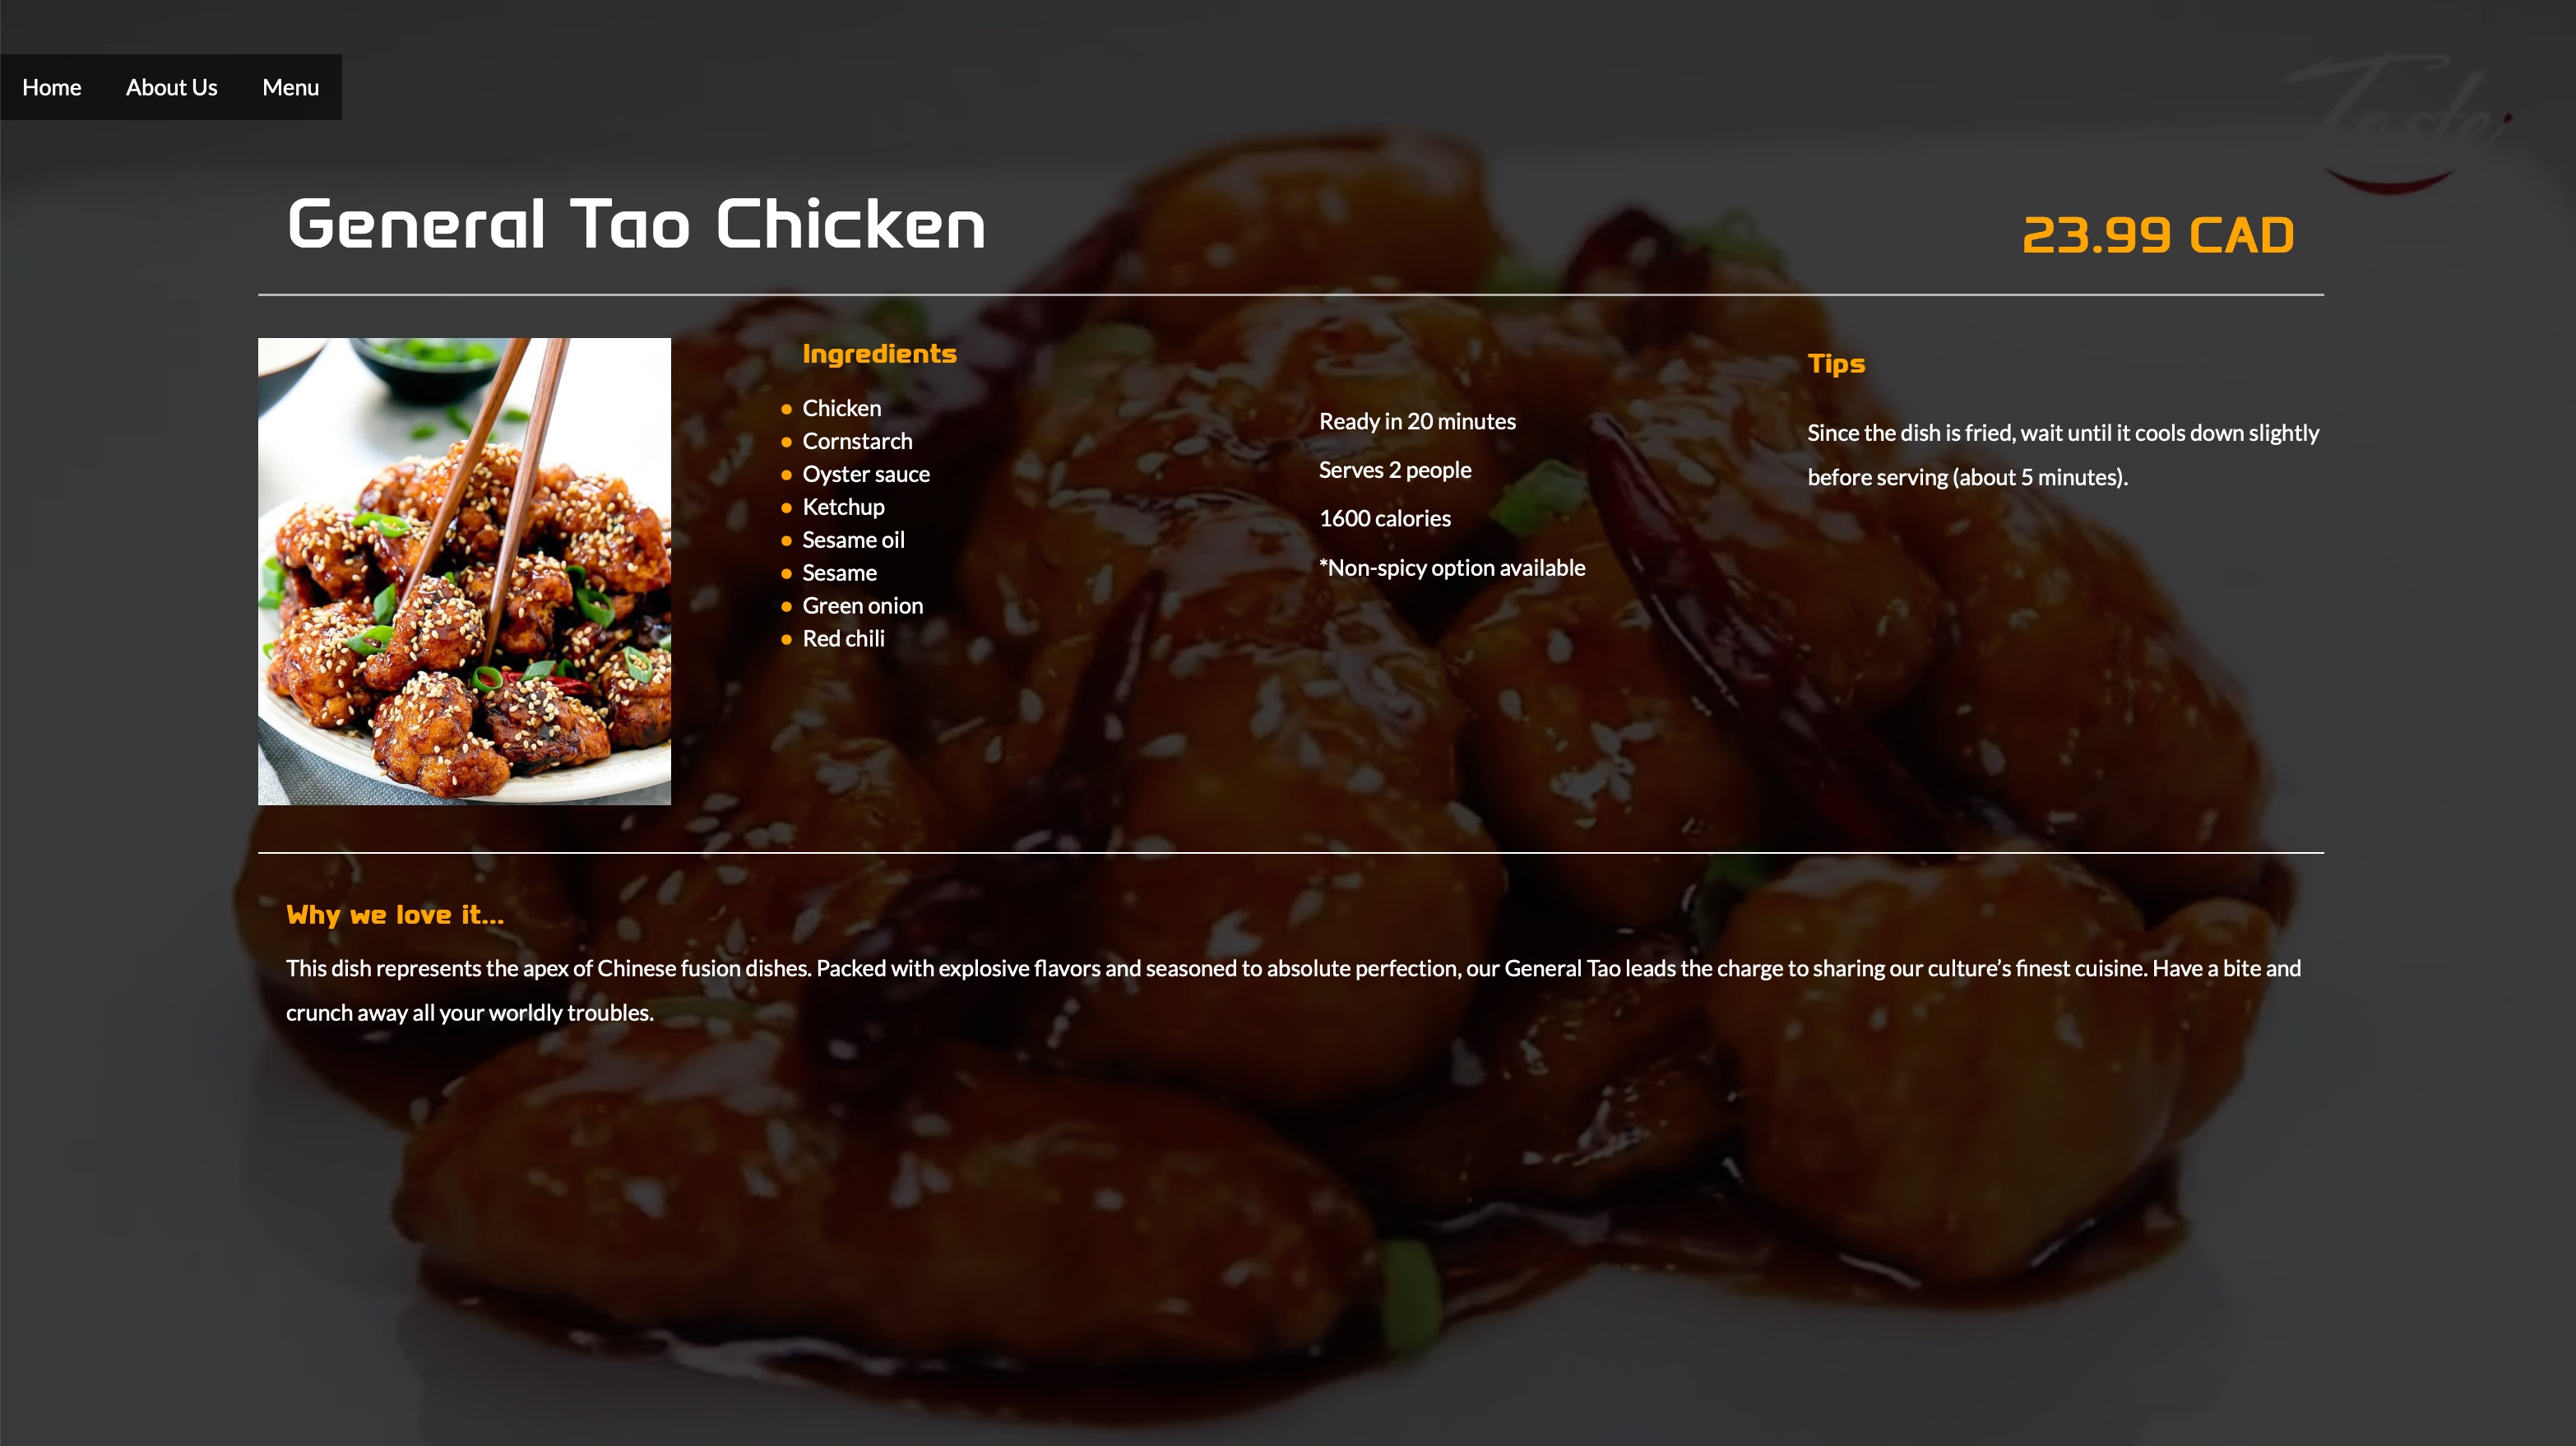 Home
About Us
Menu
Taste
General Tao Chicken
23.99 CAD
Ingredients
Chicken
Cornstarch
Oyster sauce
Ketchup
Sesame oil
Sesame
Green onion
Red chili
Ready in 20 minutes
Serves 2 people
1600 calories
*Non-spicy option available
Tips
Since the dish is fried, wait until it cools down slightly
before serving (about 5 minutes).
Why we love it...
This dish represents the apex of Chinese fusion dishes. Packed with explosive flavors and seasoned to absolute perfection, our General Tao leads the charge to sharing our culture’s finest cuisine. Have a bite and
crunch away all your worldly troubles.